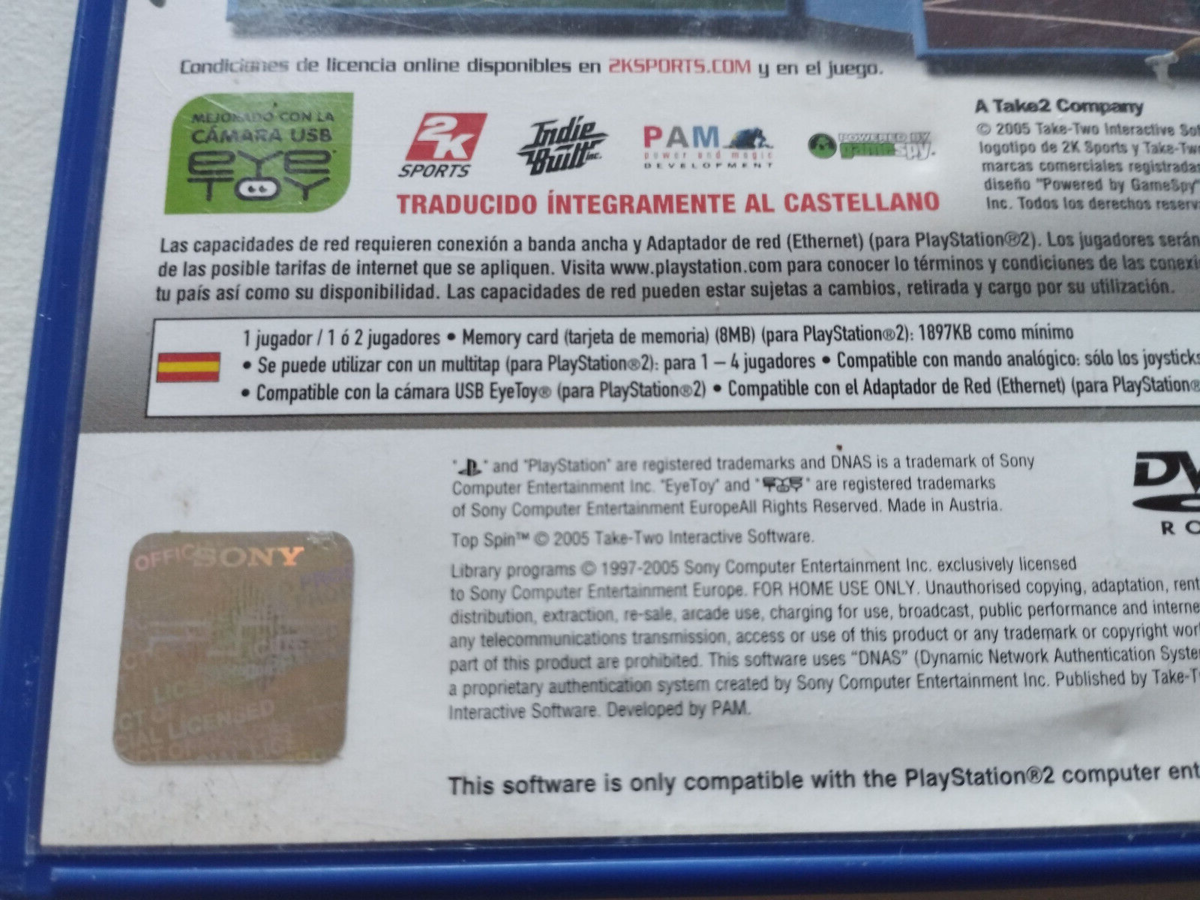 Condiciones de licencia online disponibles en 2KSPORTS.COM y en el juego.
MEJORADO CON LA
CÁMARA USB
EYE
TOY
2K
SPORTS
Indie
Built inc.
PAM
power and magic
DEVELOPMENT
POWERED BY
gamespy.
TRADUCIDO ÍNTEGRAMENTE AL CASTELLANO
A Take2 Company
© 2005 Take-Two Interactive
logotipo de 2K Sports y
marcas comerciales
diseño "Powered by GameSpy"
Inc. Todos los derechos
Las capacidades de red requieren conexión a banda ancha y Adaptador de red (Ethernet) (para PlayStation®2). Los jugadores serán
de las posible tarifas de internet que se apliquen. Visita www.playstation.com para conocer lo términos y condiciones de las
tu país así como su disponibilidad. Las capacidades de red pueden estar sujetas a cambios, retirada y cargo por su utilización.
1 jugador / 1 ó 2 jugadores • Memory card (tarjeta de memoria) (8MB) (para PlayStation®2): 1897KB como mínimo
• Se puede utilizar con un multitap (para PlayStation®2): para 1 – 4 jugadores • Compatible con mando analógico: sólo los joysticks
• Compatible con la cámara USB EyeToy® (para PlayStation®2) • Compatible con el Adaptador de Red (Ethernet) (para PlayStation®
" " and "PlayStation" are registered trademarks and DNAS is a trademark of Sony
Computer Entertainment Inc. "EyeToy" and " " are registered trademarks
of Sony Computer Entertainment EuropeAll Rights Reserved. Made in Austria.
Top Spin™ © 2005 Take-Two Interactive Software.
Library programs © 1997-2005 Sony Computer Entertainment Inc. exclusively licensed
to Sony Computer Entertainment Europe. FOR HOME USE ONLY. Unauthorised copying, adaptation,
distribution, extraction, re-sale, arcade use, charging for use, broadcast, public performance and
any telecommunications transmission, access or use of this product or any trademark or copyright
part of this product are prohibited. This software uses "DNAS" (Dynamic Network Authentication
a proprietary authentication system created by Sony Computer Entertainment Inc. Published by
Interactive Software. Developed by PAM.
This software is only compatible with the PlayStation®2 computer
SONY
LICENSED